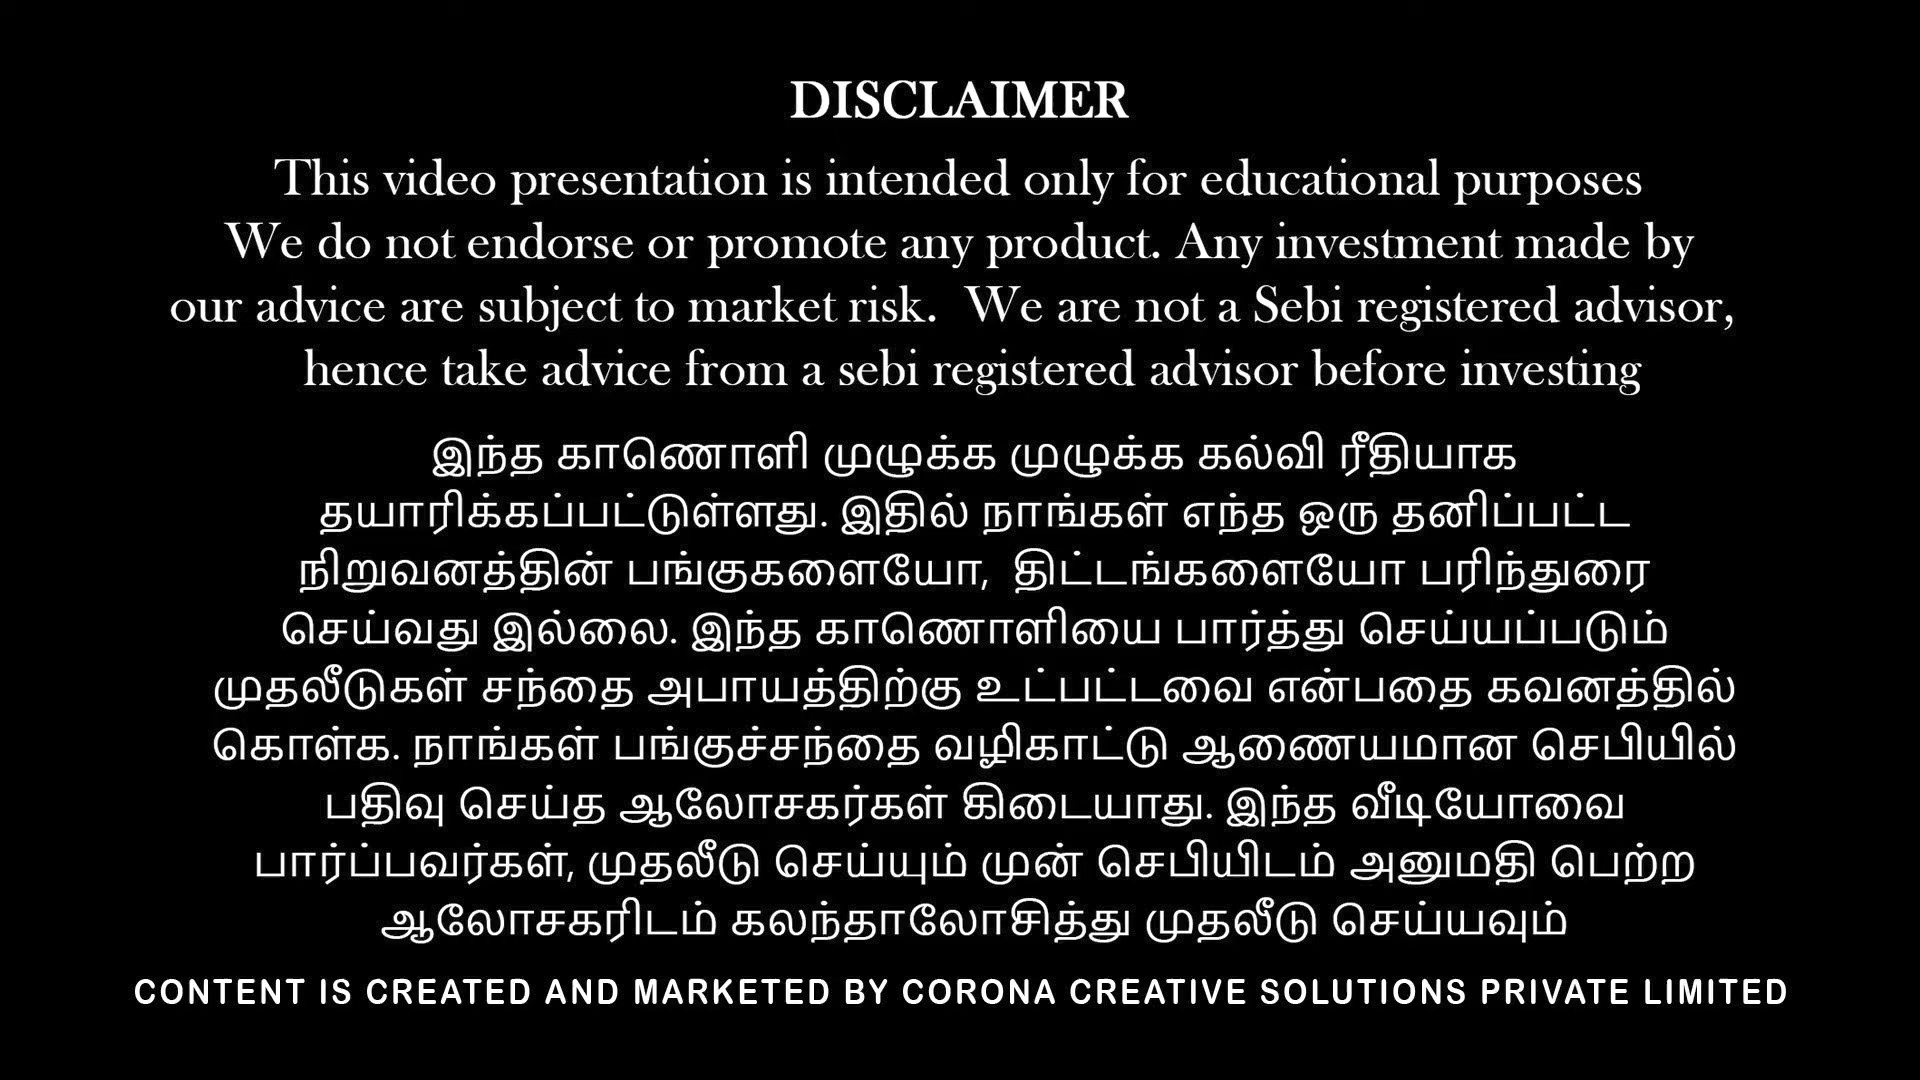 DISCLAIMER
This video presentation is intended only for educational purposes
We do not endorse or promote any product. Any investment made by
our advice are subject to market risk.  We are not a Sebi registered advisor,
hence take advice from a sebi registered advisor before investing
இந்த காணொளி முழுக்க முழுக்க கல்வி ரீதியாக
தயாரிக்கப்பட்டுள்ளது. இதில் நாங்கள் எந்த ஒரு தனிப்பட்ட
நிறுவனத்தின் பங்குகளையோ,  திட்டங்களையோ பரிந்துரை
செய்வது இல்லை. இந்த காணொளியை பார்த்து செய்யப்படும்
முதலீடுகள் சந்தை அபாயத்திற்கு உட்பட்டவை என்பதை கவனத்தில்
கொள்க. நாங்கள் பங்குச்சந்தை வழிகாட்டு ஆணையமான செபியில்
பதிவு செய்த ஆலோசகர்கள் கிடையாது. இந்த வீடியோவை
பார்ப்பவர்கள், முதலீடு செய்யும் முன் செபியிடம் அனுமதி பெற்ற
ஆலோசகரிடம் கலந்தாலோசித்து முதலீடு செய்யவும்
CONTENT IS CREATED AND MARKETED BY CORONA CREATIVE SOLUTIONS PRIVATE LIMITED